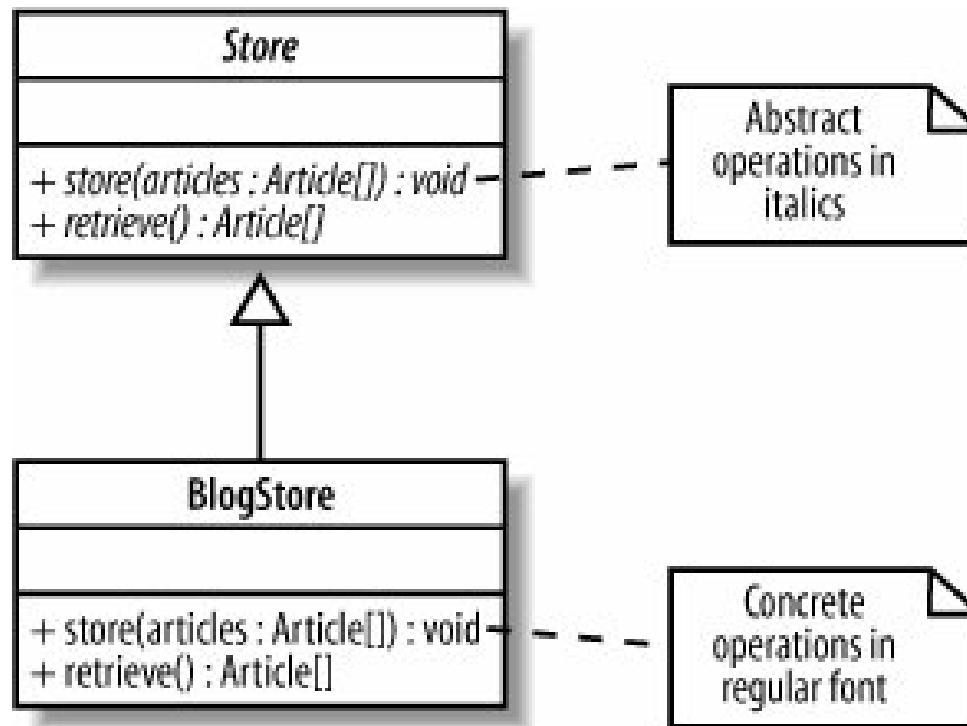 Store
+ store(articles : Article[]) : void
+ retrieve() : Article[]
Abstract
operations in
italics
BlogStore
+ store(articles : Article[]) : void
+ retrieve() : Article[]
Concrete
operations in
regular font